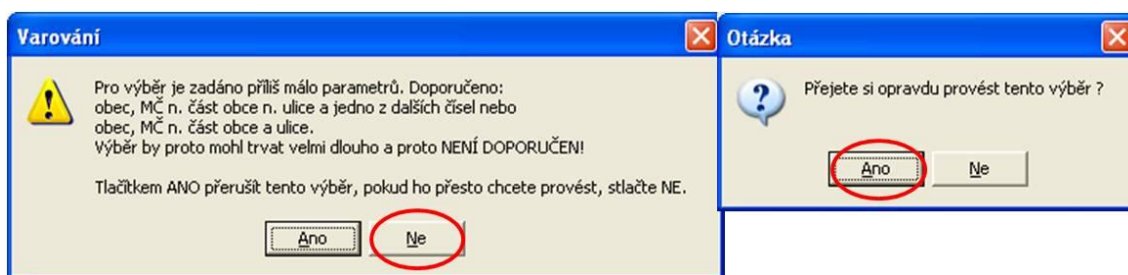 Varování
Pro výběr je zadáno příliš málo parametrů. Doporučeno:
obec, MČ n. část obce n. ulice a jedno z dalších čísel nebo
obec, MČ n. část obce a ulice.
Výběr by proto mohl trvat velmi dlouho a proto NENÍ DOPORUČEN!
Tlačítkem ANO přerušít tento výběr, pokud ho přesto chcete provést, stlačte NE.
Ano
Ne
Otázka
Přejete si opravdu provést tento výběr ?
Ano
Ne